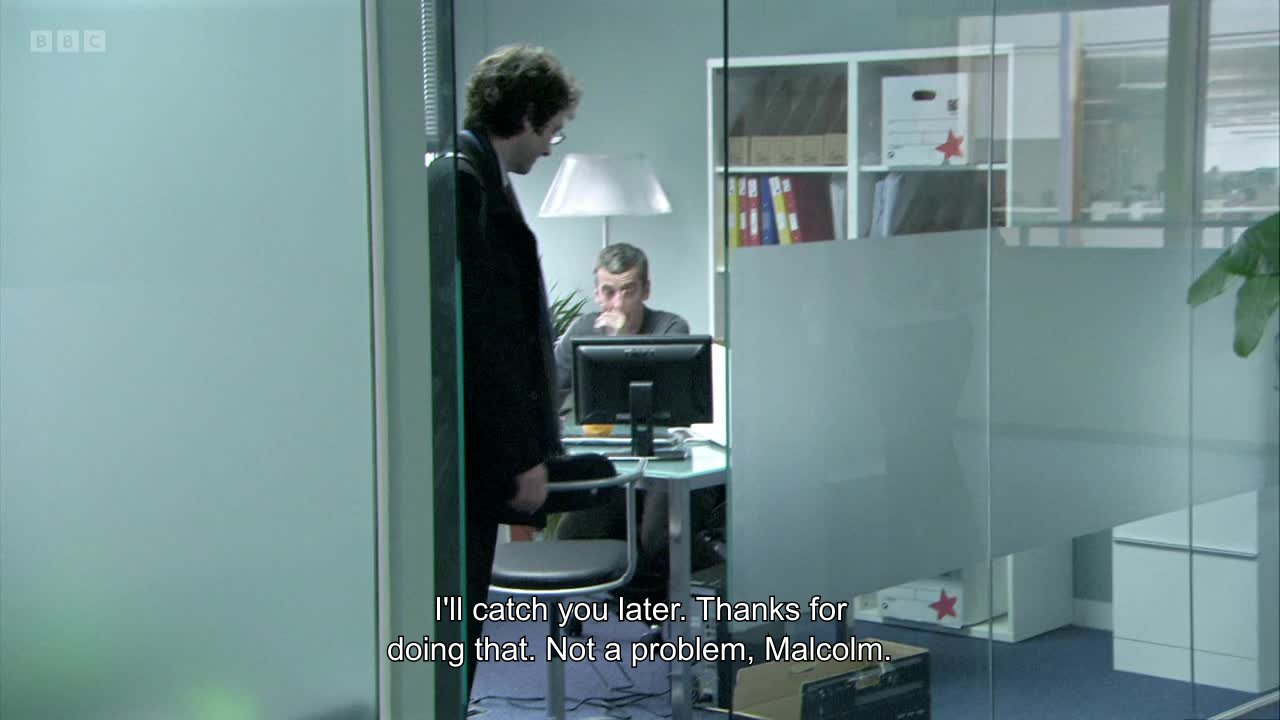 BBC
I'll catch you later. Thanks for
doing that. Not a problem, Malcolm.